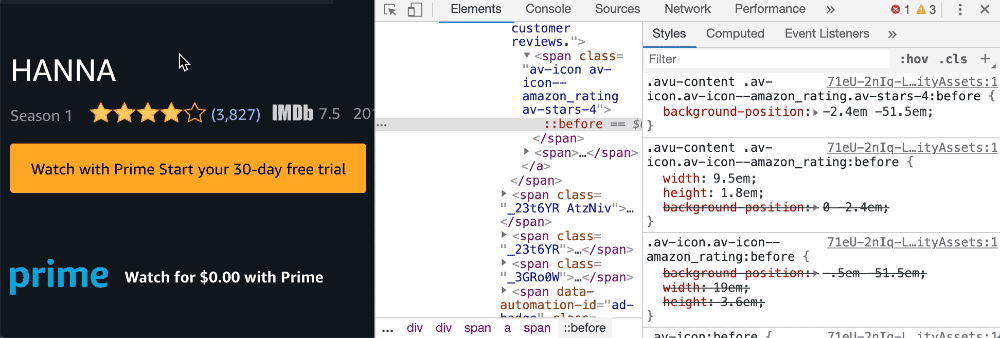 HANNA
Season 1 (3,827) IMDb 7.5 201
Watch with Prime Start your 30-day free trial
prime Watch for $0.00 with Prime
Elements Console Sources Network Performance » 1 3
customer
reviews.">
▼<span class=
"av-icon av-
icon--
amazon_rating
av-stars-4">
… ::before == $
</span>
▶<span>…</span>
</a>
</span>
▶<span class=
"_23t6YR AtzNiv">…
</span>
▶<span class=
"_23t6YR">…</span>
▶<span class=
"_3GRo0W">…</span>
▶<span data-
automation-id="ad-
… div div span a span ::before
Styles Computed Event Listeners »
Filter :hov .cls +
.avu-content .av- 71eU-2nIq-L…ityAssets:1
icon.av-icon--amazon_rating.av-stars-4:before {
background-position:▶ -2.4em -51.5em;
}
.avu-content .av- 71eU-2nIq-L…ityAssets:1
icon.av-icon--amazon_rating:before {
width: 9.5em;
height: 1.8em;
background-position:▶ 0 -2.4em;
}
.av-icon.av-icon-- 71eU-2nIq-L…ityAssets:1
amazon_rating:before {
background-position:▶ -.5em -51.5em;
width: 19em;
height: 3.6em;
}
.av-icon:before { 71eU-2nIq-L…ityAssets:1